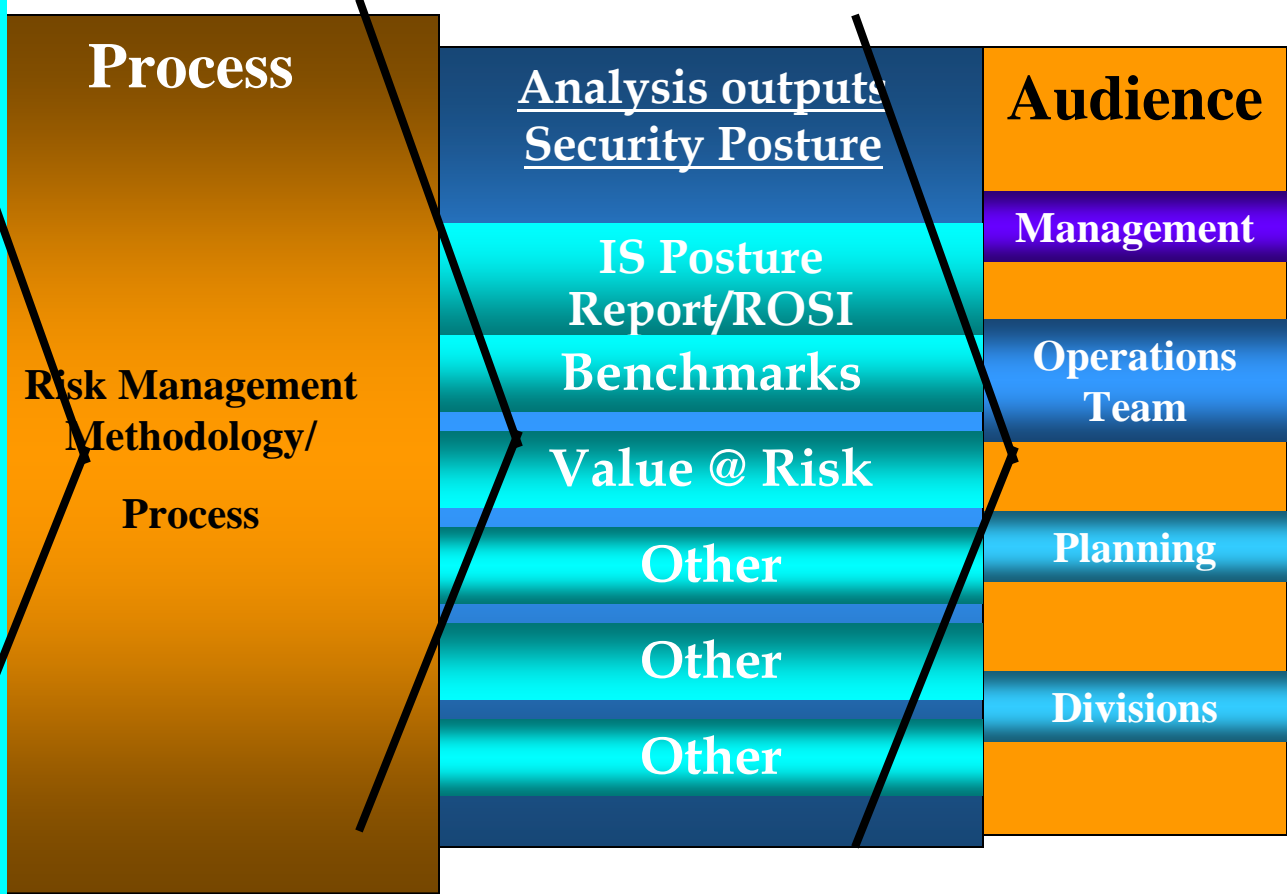 Process
Risk Management
Methodology/
Process
Analysis outputs
Security Posture
IS Posture
Report/ROSI
Benchmarks
Value @ Risk
Other
Other
Other
Audience
Management
Operations
Team
Planning
Divisions